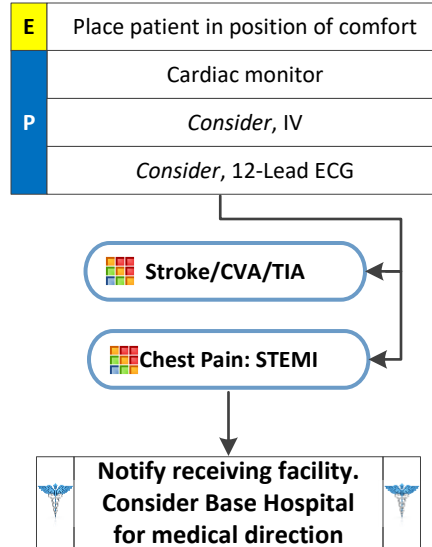 E Place patient in position of comfort
Cardiac monitor
P Consider, IV
Consider, 12-Lead ECG
Stroke/CVA/TIA
Chest Pain: STEMI
Notify receiving facility.
Consider Base Hospital
for medical direction